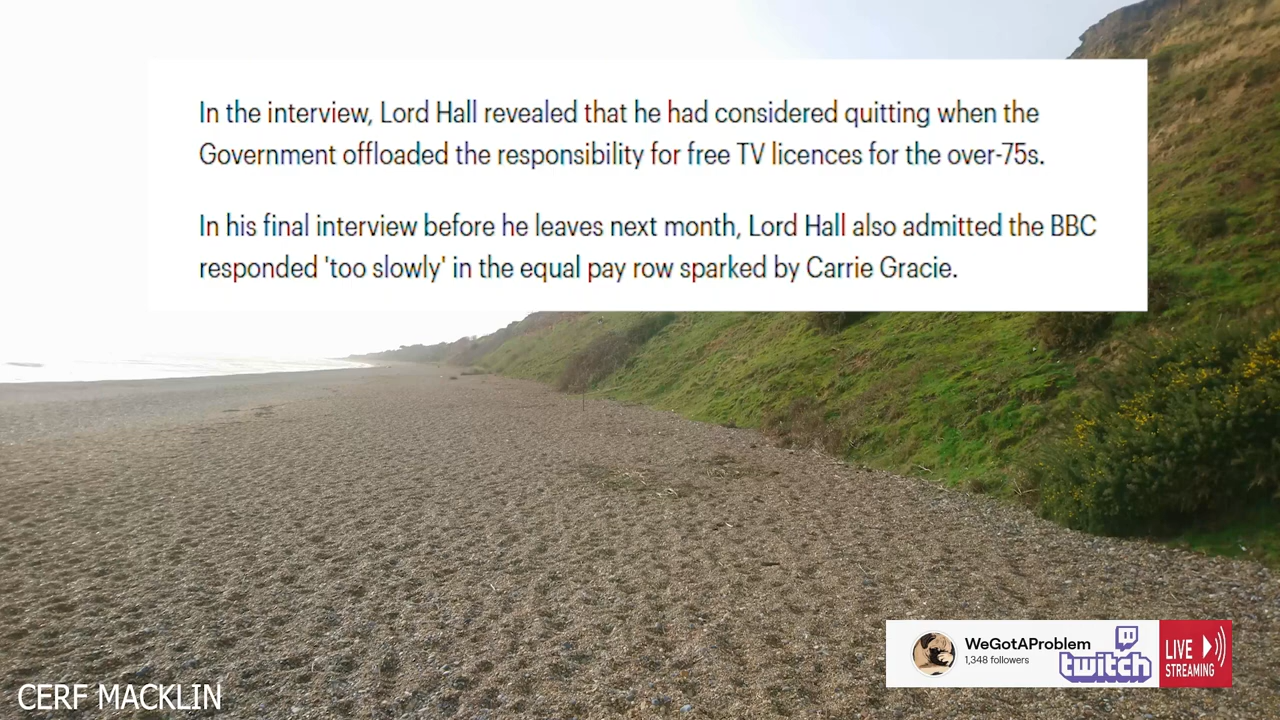 In the interview, Lord Hall revealed that he had considered quitting when the
Government offloaded the responsibility for free TV licences for the over-75s.
In his final interview before he leaves next month, Lord Hall also admitted the BBC
responded 'too slowly' in the equal pay row sparked by Carrie Gracie.
WeGotAProblem
1,348 followers
twitch
LIVE
STREAMING
CERF MACKLIN